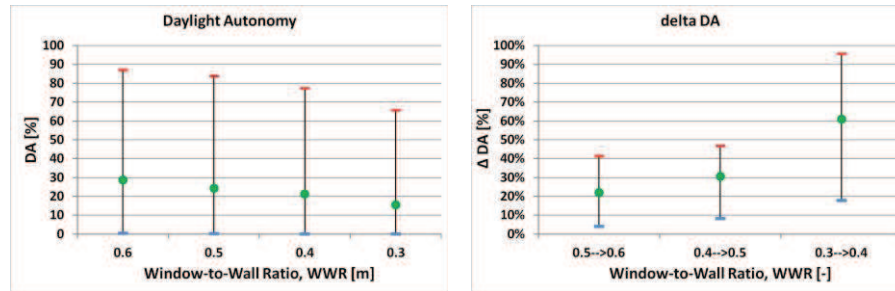 Daylight Autonomy
100
90
80
70
60
50
40
30
20
10
0
DA [%]
0.6 0.5 0.4 0.3
Window-to-Wall Ratio, WWR [m]
delta DA
100%
90%
80%
70%
60%
50%
40%
30%
20%
10%
0%
Δ DA [%]
0.5-->0.6 0.4-->0.5 0.3-->0.4
Window-to-Wall Ratio, WWR [-]